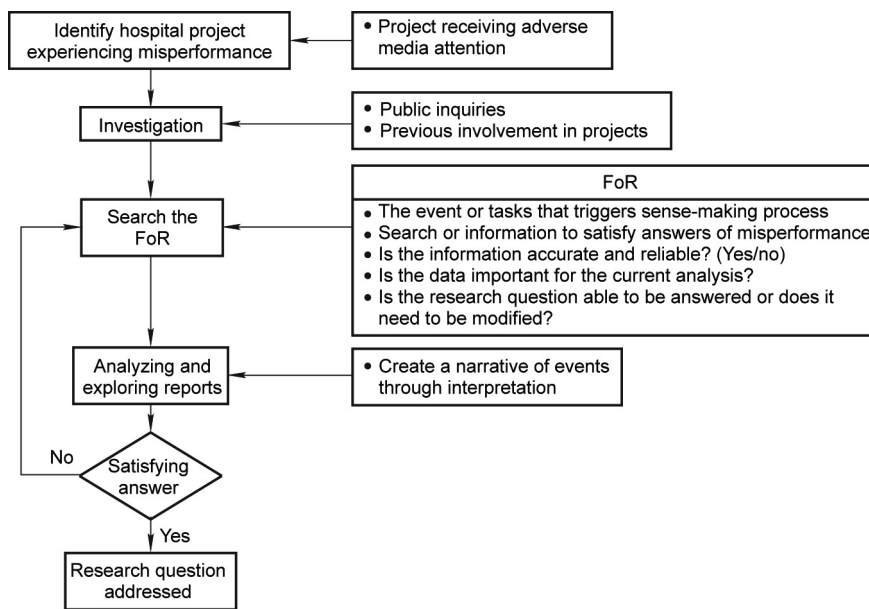 Identify hospital project
experiencing misperformance
• Project receiving adverse
media attention
Investigation
• Public inquiries
• Previous involvement in projects
Search the
FoR
FoR
• The event or tasks that triggers sense-making process
• Search or information to satisfy answers of misperformance
• Is the information accurate and reliable? (Yes/no)
• Is the data important for the current analysis?
• Is the research question able to be answered or does it
need to be modified?
Analyzing and
exploring reports
• Create a narrative of events
through interpretation
No
Satisfying
answer
Yes
Research question
addressed